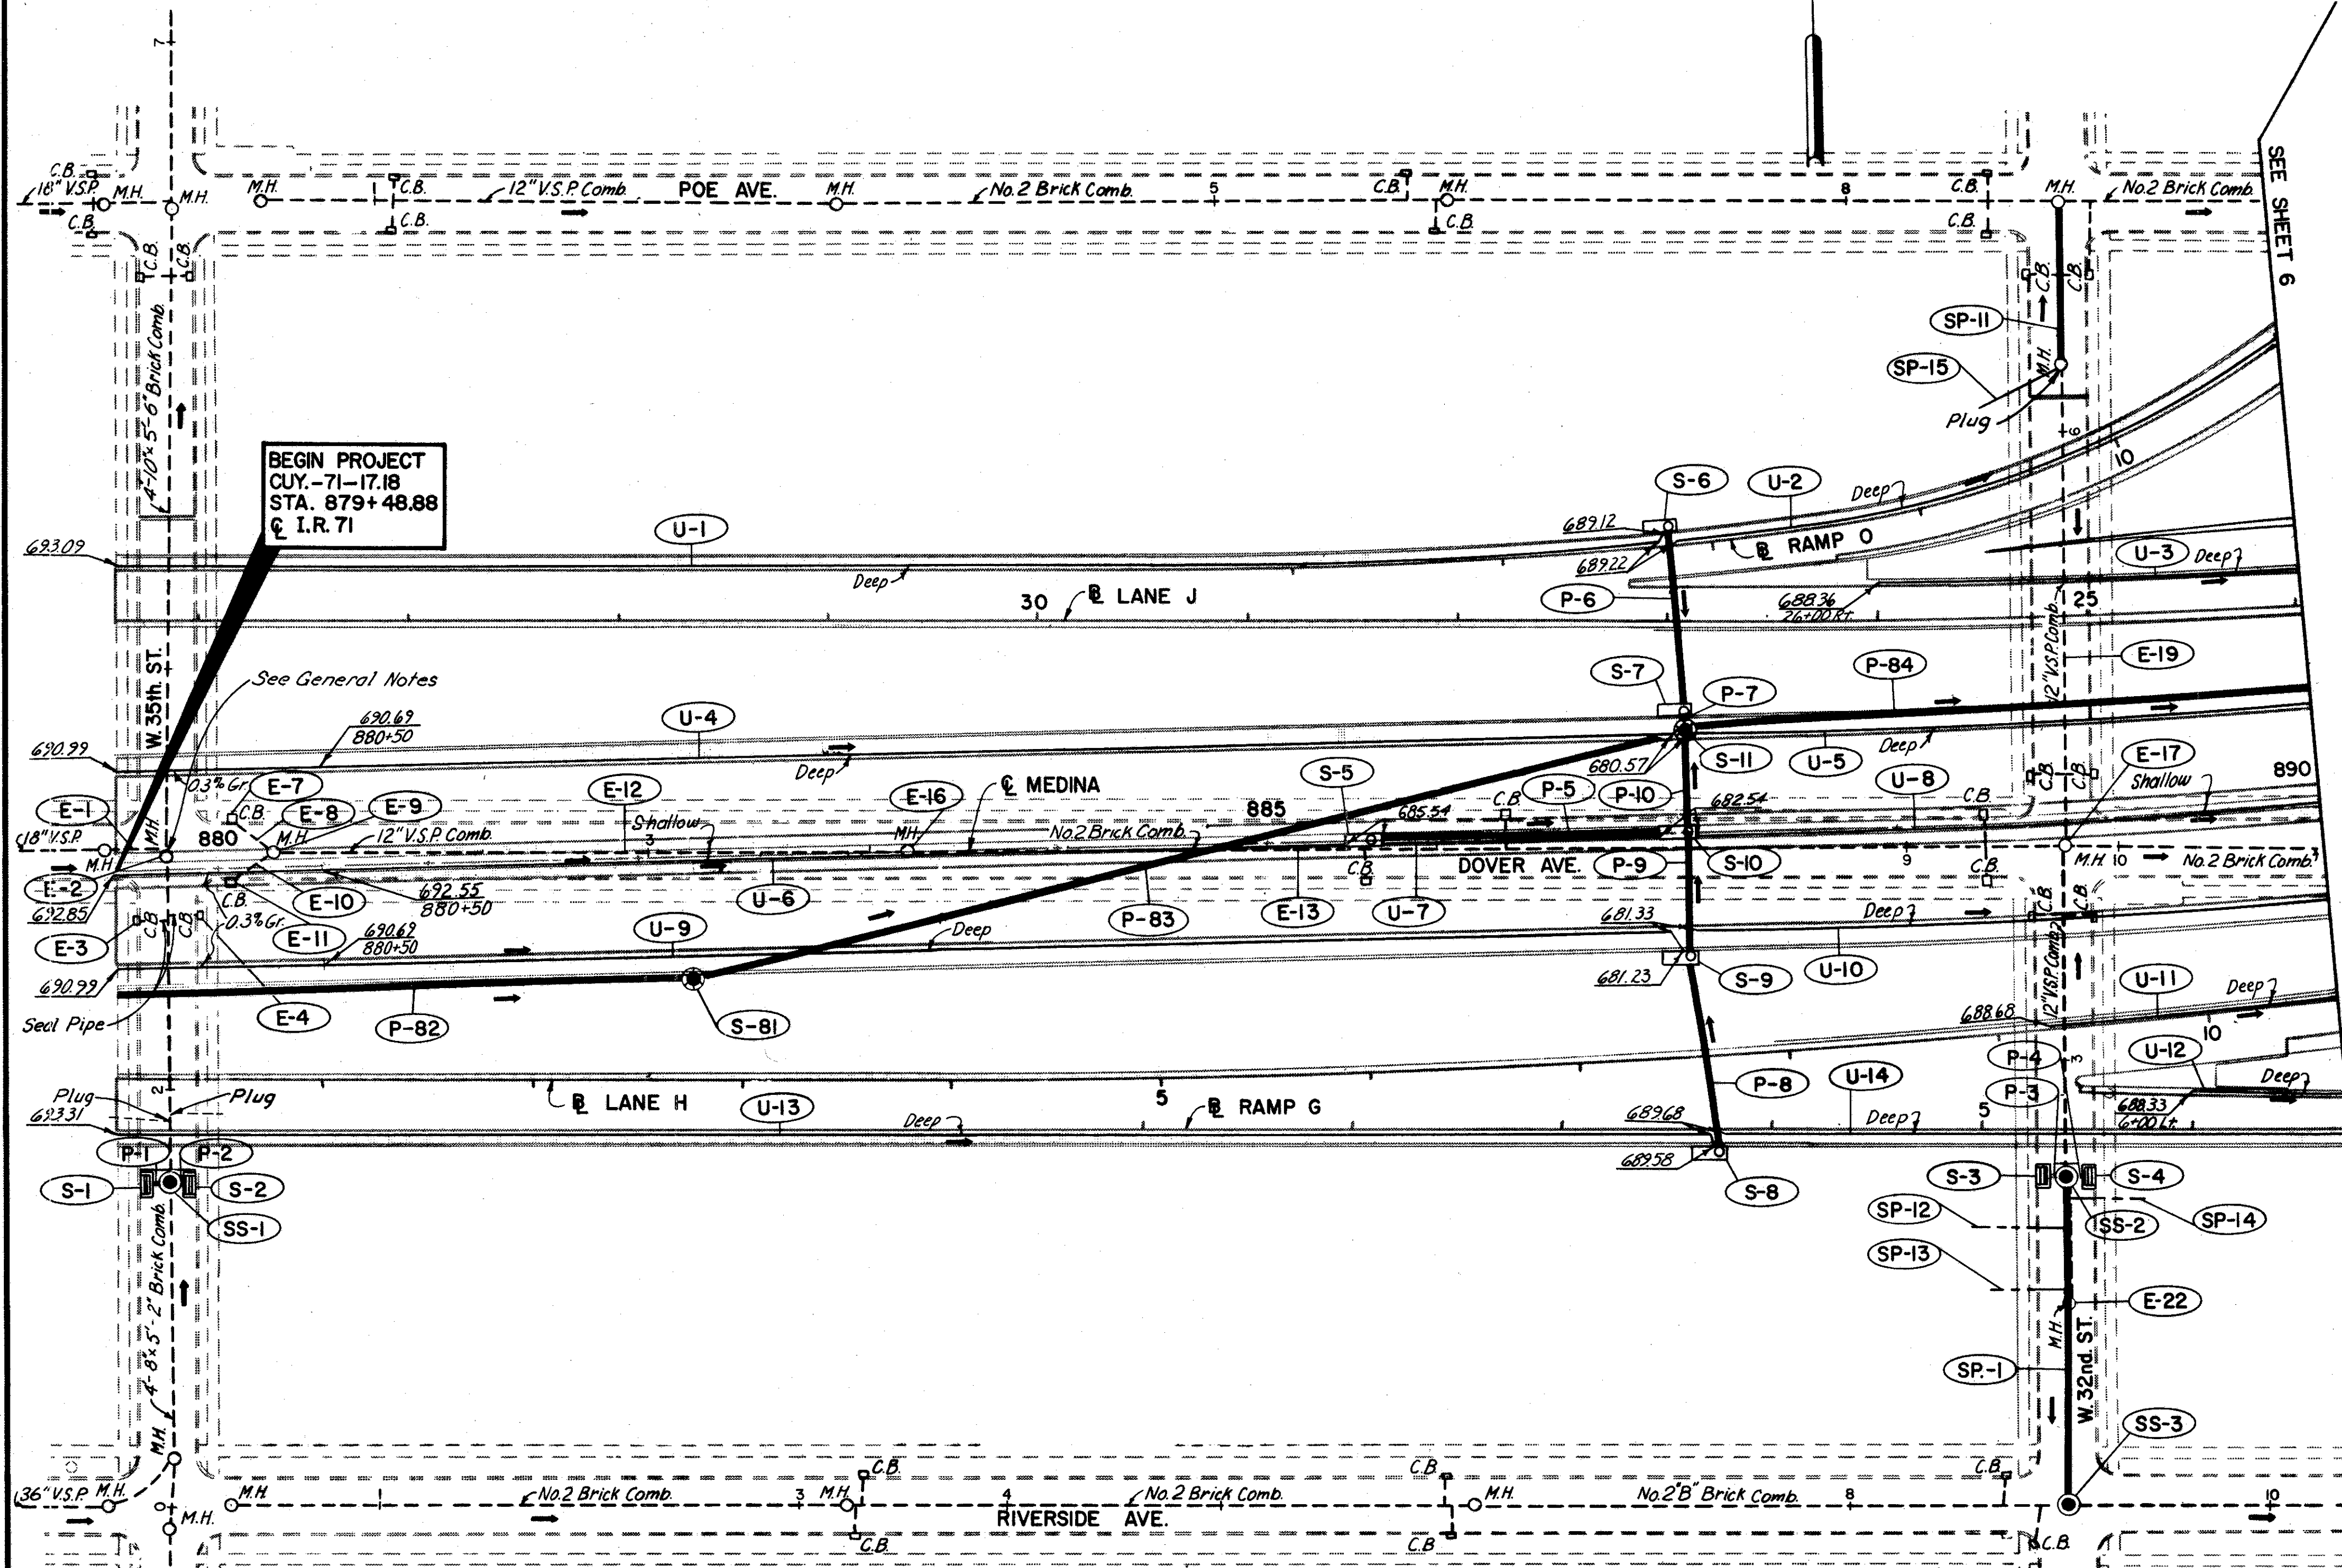 7
SEE SHEET 6
C.B.
18" V.S.P.
M.H.
M.H.
C.B.
M.H.
C.B.
C.B.
12" V.S.P. Comb.
POE AVE.
M.H.
No.2 Brick Comb.
5
C.B.
M.H.
C.B.
8
C.B.
C.B.
M.H.
No.2 Brick Comb.
C.B.
C.B.
4'-10" x 5'-6" Brick Comb.
C.B.
C.B.
SP-11
M.H.
SP-15
Plug
6
10
BEGIN PROJECT
CUY.-71-17.18
STA. 879+48.88
℄ I.R. 71
693.09
U-1
Deep
30
BL LANE J
S-6
U-2
Deep
689.12
689.22
BL RAMP O
P-6
U-3
Deep
688.36
26+00 Rt.
25
12" V.S.P. Comb.
E-19
W. 35th. ST.
See General Notes
690.69
880+50
U-4
Deep
S-7
P-7
P-84
690.99
0.3% Gr.
E-7
C.B.
E-8
E-9
E-12
E-16
℄ MEDINA
S-5
885
680.57
S-11
U-5
Deep
E-17
Shallow
890
E-1
M.H.
18" V.S.P.
M.H.
880
M.H.
12" V.S.P. Comb.
Shallow
3
M.H.
No.2 Brick Comb.
685.54
C.B.
P-5
P-10
682.54
U-8
C.B.
C.B.
C.B.
E-2
692.85
C.B.
E-10
692.55
880+50
U-6
C.B.
DOVER AVE.
P-9
S-10
9
M.H.
10
No.2 Brick Comb.
E-3
C.B.
C.B.
0.3% Gr.
E-11
690.69
880+50
U-9
Deep
P-83
E-13
U-7
681.33
Deep
C.B.
C.B.
C.B.
690.99
Seal Pipe
E-4
P-82
S-81
681.23
S-9
U-10
12" V.S.P. Comb.
U-11
Deep
688.68
10
Plug
2
Plug
693.31
BL LANE H
U-13
5
BL RAMP G
P-8
U-14
P-4
3
P-3
U-12
Deep
688.33
6+00 Lt.
Deep
689.68
Deep
5
P-1
P-2
S-1
S-2
SS-1
689.58
S-8
S-3
S-4
SP-12
SS-2
SP-14
SP-13
E-22
M.H.
4'-8" x 5'-2" Brick Comb.
SP.-1
W. 32nd. ST.
SS-3
M.H.
36" V.S.P.
M.H.
M.H.
M.H.
No.2 Brick Comb.
3
M.H.
C.B.
C.B.
4
RIVERSIDE AVE.
No.2 Brick Comb.
C.B.
C.B.
M.H.
No.2 "B" Brick Comb.
8
C.B.
C.B.
10